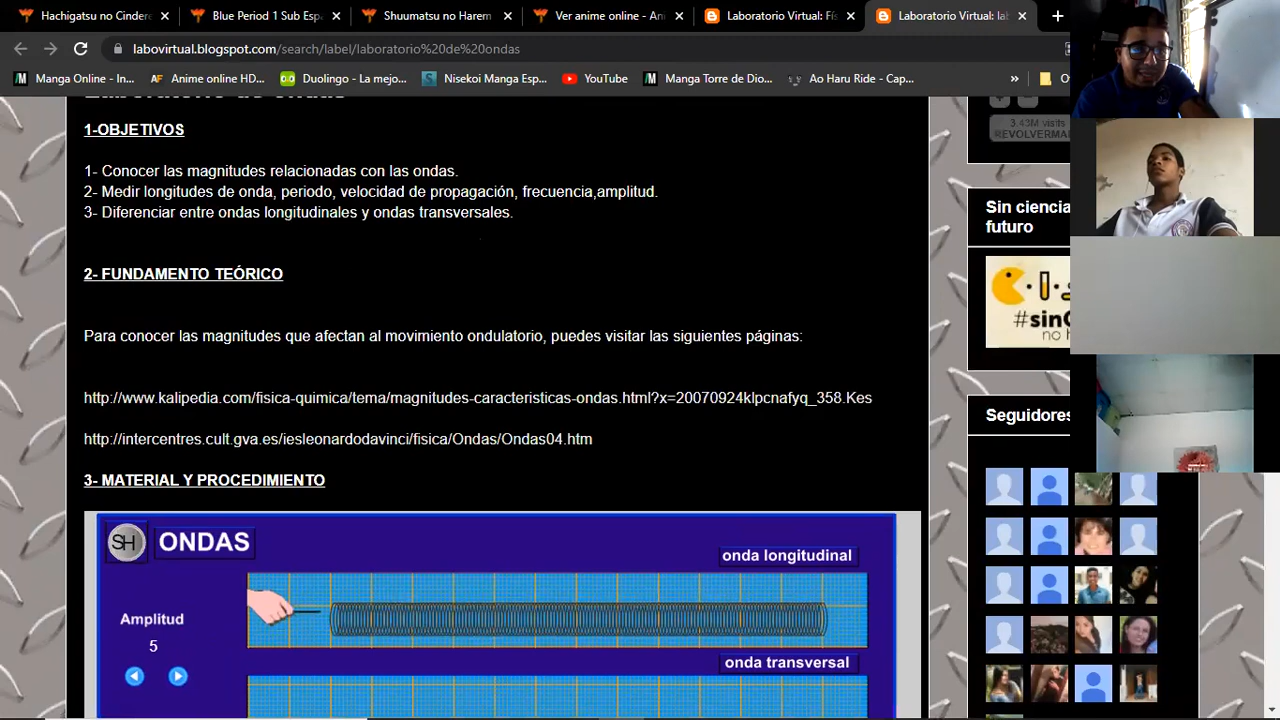 Hachigatsu no Cinder
Blue Period 1 Sub Esp
Shuumatsu no Harem
Ver anime online - An
Laboratorio Virtual: Fí
Laboratorio Virtual: la
labovirtual.blogspot.com/search/label/laboratorio%20de%20ondas
Manga Online - In...
Anime online HD...
Duolingo - La mejo...
Nisekoi Manga Esp...
YouTube
Manga Torre de Dio...
Ao Haru Ride - Cap...
»
1-OBJETIVOS
1- Conocer las magnitudes relacionadas con las ondas.
2- Medir longitudes de onda, periodo, velocidad de propagación, frecuencia,amplitud.
3- Diferenciar entre ondas longitudinales y ondas transversales.
2- FUNDAMENTO TEÓRICO
Para conocer las magnitudes que afectan al movimiento ondulatorio, puedes visitar las siguientes páginas:
http://www.kalipedia.com/fisica-quimica/tema/magnitudes-caracteristicas-ondas.html?x=20070924klpcnafyq_358.Kes
http://intercentres.cult.gva.es/iesleonardodavinci/fisica/Ondas/Ondas04.htm
3- MATERIAL Y PROCEDIMIENTO
SH
ONDAS
onda longitudinal
Amplitud
5
onda transversal
3.43M visits
REVOLVERMA
Sin ciencia
futuro
#sin
no h
Seguidores